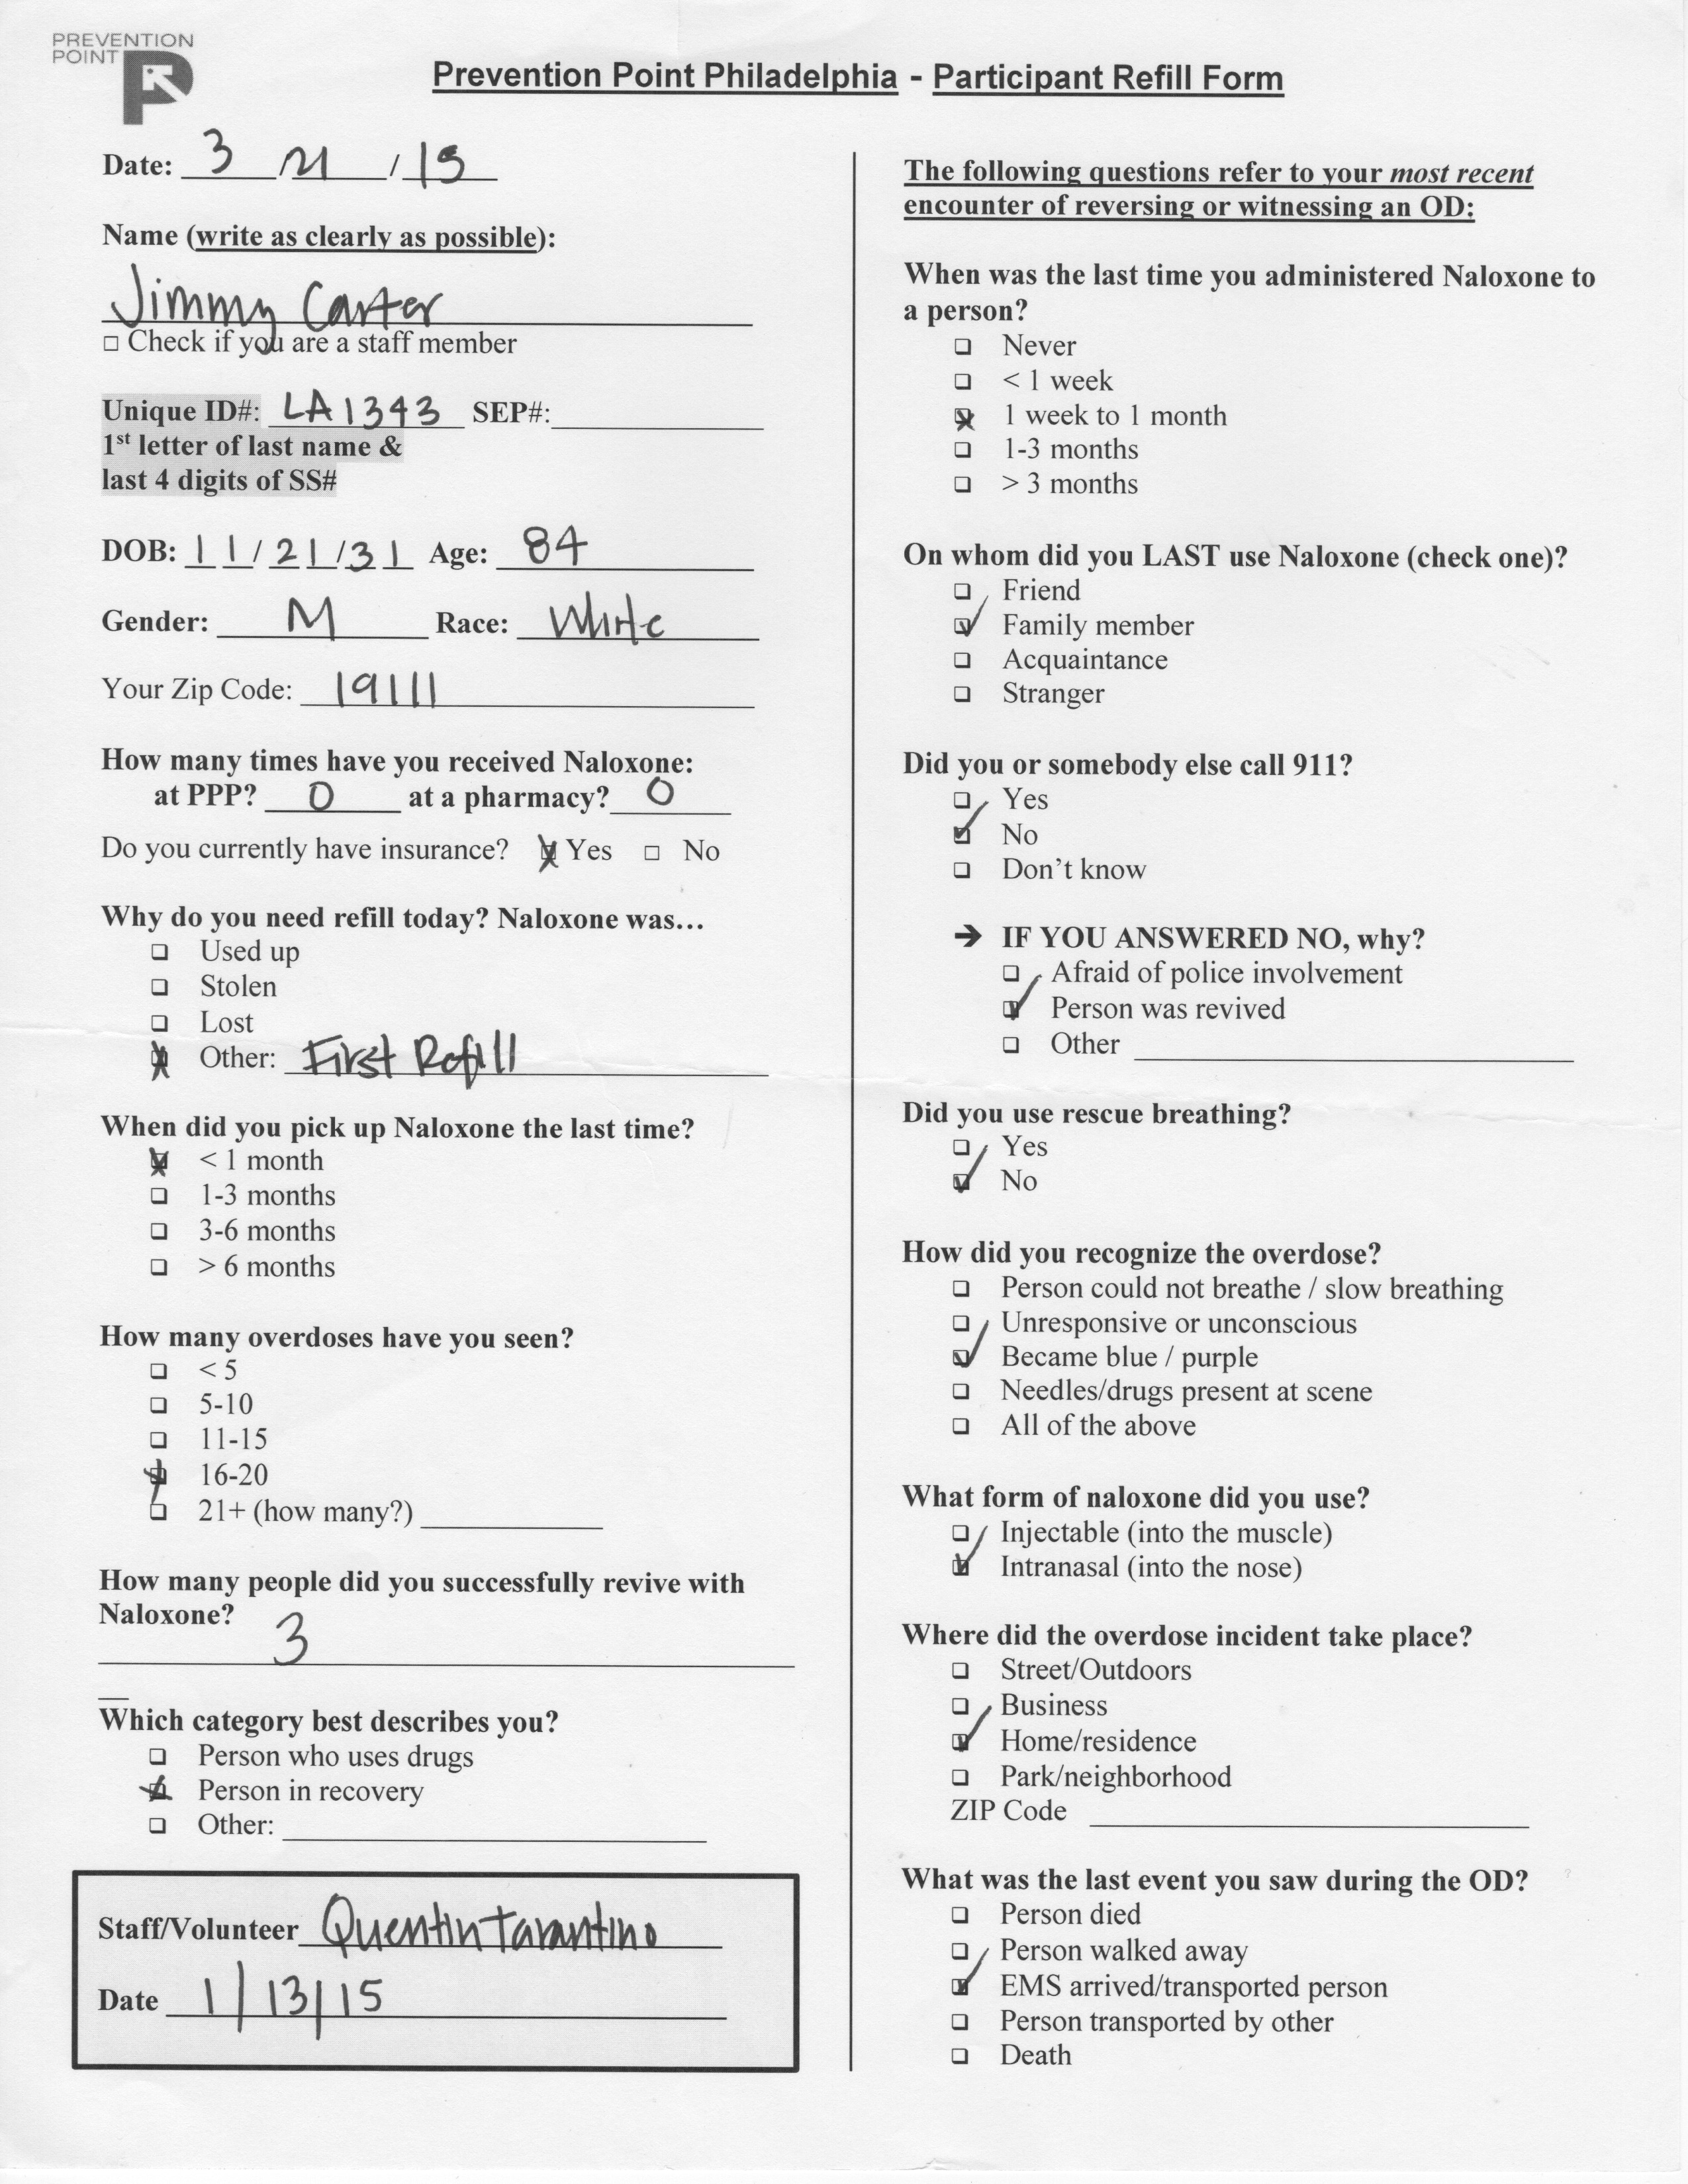 PREVENTION
POINT
Prevention Point Philadelphia - Participant Refill Form
Date: 3 /21 / 15
Name (write as clearly as possible):
Jimmy Carter
□ Check if you are a staff member
Unique ID#: LA1343 SEP#:
1st letter of last name &
last 4 digits of SS#
DOB: 11/21/31 Age: 84
Gender: M Race: White
Your Zip Code: 19111
How many times have you received Naloxone:
at PPP? 0 at a pharmacy? 0
Do you currently have insurance? Yes □ No
Why do you need refill today? Naloxone was…
Used up
Stolen
Lost
Other: First Refill
When did you pick up Naloxone the last time?
< 1 month
1-3 months
3-6 months
> 6 months
How many overdoses have you seen?
< 5
5-10
11-15
16-20
21+ (how many?)
How many people did you successfully revive with
Naloxone?
3
Which category best describes you?
Person who uses drugs
Person in recovery
Other:
Staff/Volunteer Quentin Tarantino
Date 1/13/15
The following questions refer to your most recent
encounter of reversing or witnessing an OD:
When was the last time you administered Naloxone to
a person?
Never
< 1 week
1 week to 1 month
1-3 months
> 3 months
On whom did you LAST use Naloxone (check one)?
Friend
Family member
Acquaintance
Stranger
Did you or somebody else call 911?
Yes
No
Don't know
➔ IF YOU ANSWERED NO, why?
Afraid of police involvement
Person was revived
Other
Did you use rescue breathing?
Yes
No
How did you recognize the overdose?
Person could not breathe / slow breathing
Unresponsive or unconscious
Became blue / purple
Needles/drugs present at scene
All of the above
What form of naloxone did you use?
Injectable (into the muscle)
Intranasal (into the nose)
Where did the overdose incident take place?
Street/Outdoors
Business
Home/residence
Park/neighborhood
ZIP Code
What was the last event you saw during the OD?
Person died
Person walked away
EMS arrived/transported person
Person transported by other
Death